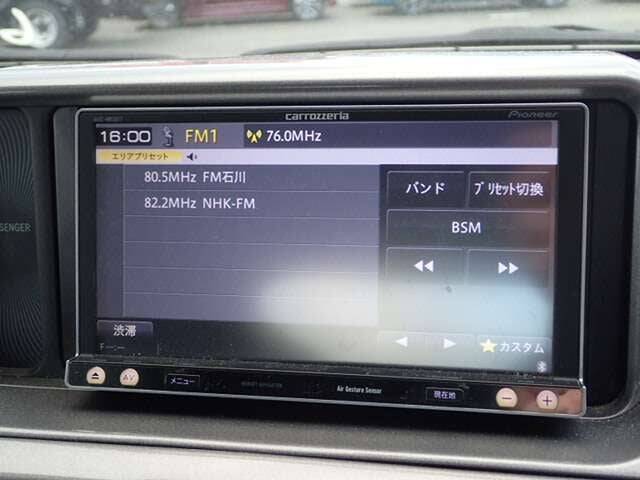 carrozzeria
Pioneer
16:00 FM1 76.0MHz
エリアプリセット
80.5MHz FM石川
82.2MHz NHK-FM
バンド
プリセット切換
BSM
渋滞
カスタム
AV
メニュー
Air Gesture Sensor
現在地
SENGER